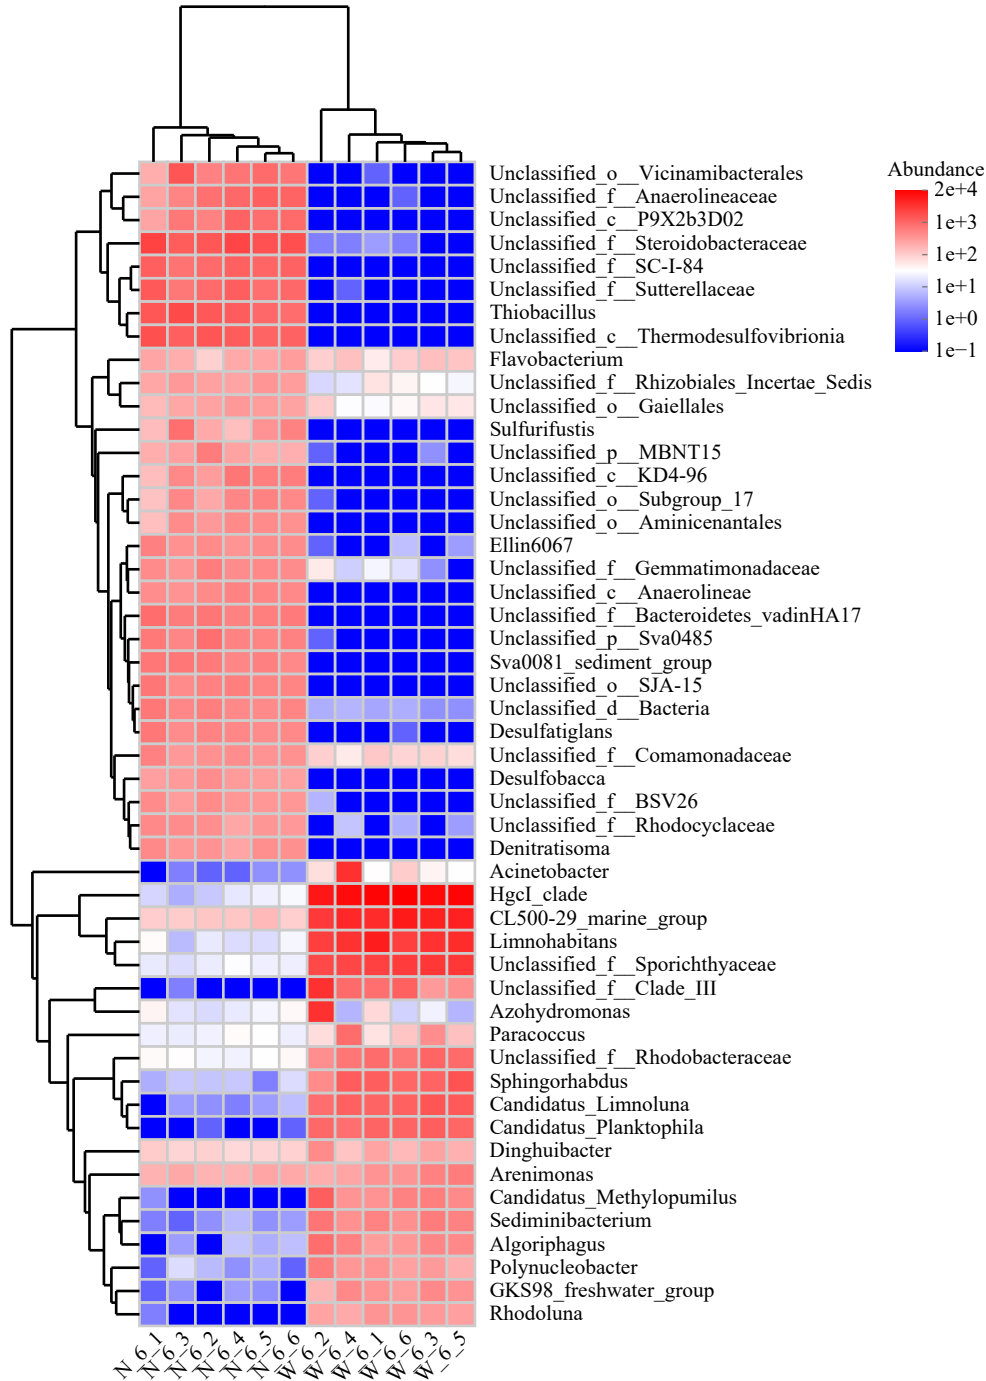 Abundance
2e+4
1e+3
1e+2
1e+1
1e+0
1e−1
Unclassified_o__Vicinamibacterales
Unclassified_f__Anaerolineaceae
Unclassified_c__P9X2b3D02
Unclassified_f__Steroidobacteraceae
Unclassified_f__SC-I-84
Unclassified_f__Sutterellaceae
Thiobacillus
Unclassified_c__Thermodesulfovibrionia
Flavobacterium
Unclassified_f__Rhizobiales_Incertae_Sedis
Unclassified_o__Gaiellales
Sulfurifustis
Unclassified_p__MBNT15
Unclassified_c__KD4-96
Unclassified_o__Subgroup_17
Unclassified_o__Aminicenantales
Ellin6067
Unclassified_f__Gemmatimonadaceae
Unclassified_c__Anaerolineae
Unclassified_f__Bacteroidetes_vadinHA17
Unclassified_p__Sva0485
Sva0081_sediment_group
Unclassified_o__SJA-15
Unclassified_d__Bacteria
Desulfatiglans
Unclassified_f__Comamonadaceae
Desulfobacca
Unclassified_f__BSV26
Unclassified_f__Rhodocyclaceae
Denitratisoma
Acinetobacter
HgcI_clade
CL500-29_marine_group
Limnohabitans
Unclassified_f__Sporichthyaceae
Unclassified_f__Clade_III
Azohydromonas
Paracoccus
Unclassified_f__Rhodobacteraceae
Sphingorhabdus
Candidatus_Limnoluna
Candidatus_Planktophila
Dinghuibacter
Arenimonas
Candidatus_Methylopumilus
Sediminibacterium
Algoriphagus
Polynucleobacter
GKS98_freshwater_group
Rhodoluna
N_6_1
N_6_3
N_6_2
N_6_4
N_6_5
N_6_6
W_6_2
W_6_4
W_6_1
W_6_6
W_6_3
W_6_5